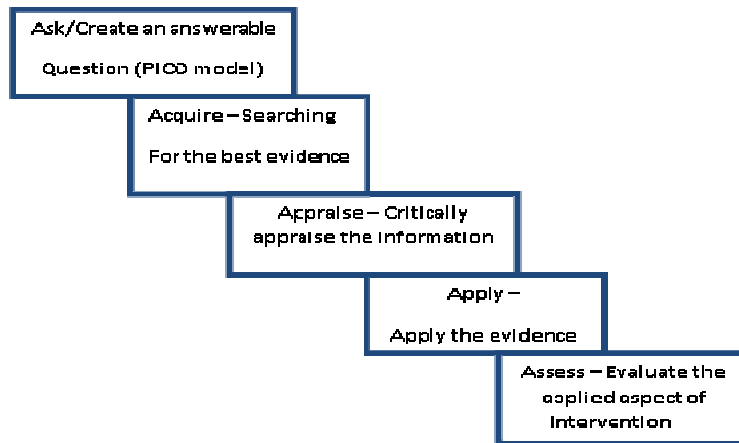 Ask/Create an answerable
Question (PICO model)
Acquire – Searching
For the best evidence
Appraise – Critically
appraise the information
Apply –
Apply the evidence
Assess – Evaluate the
applied aspect of
intervention